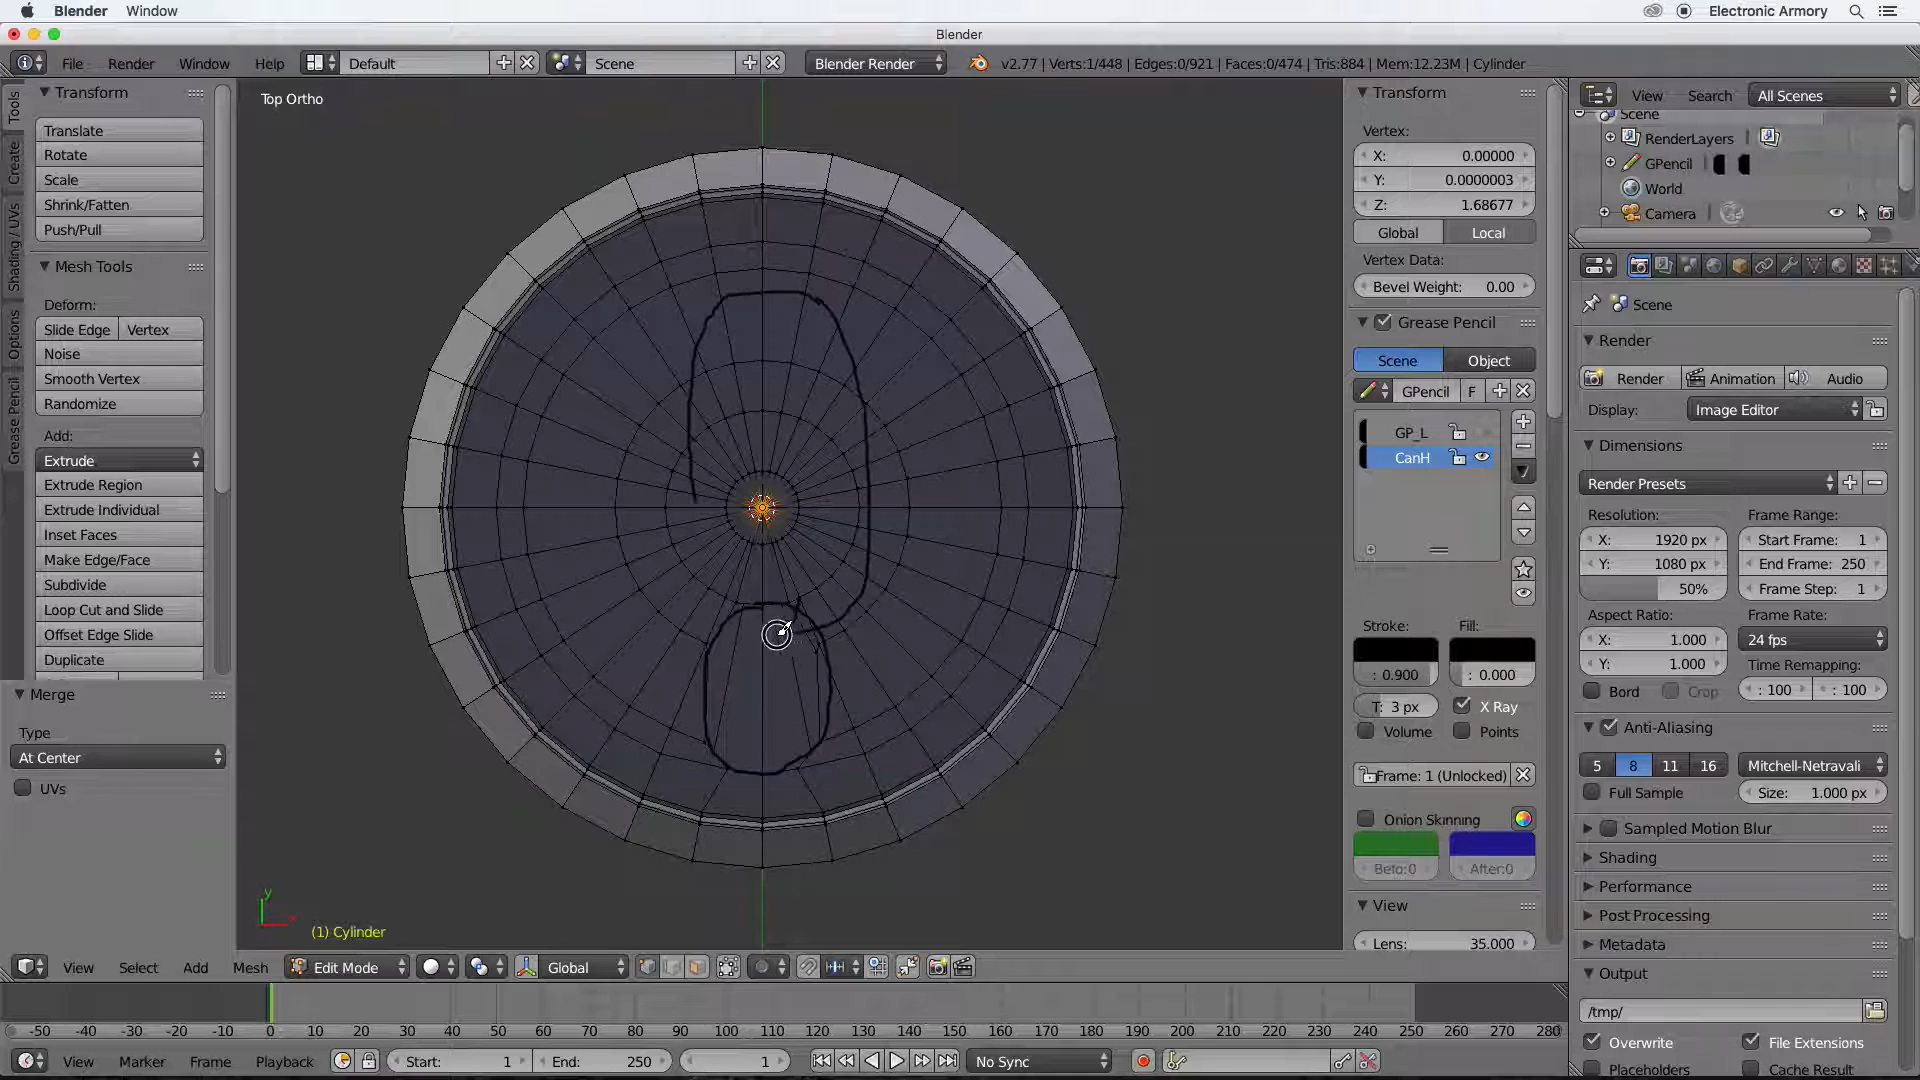 Blender Window Electronic Armory
Blender
File Render Window Help Default Scene Blender Render v2.77 | Verts:1/448 | Edges:0/921 | Faces:0/474 | Tris:884 | Mem:12.23M | Cylinder
Tools
Create
Shading / UVs
Options
Grease Pencil
Transform
Translate
Rotate
Scale
Shrink/Fatten
Push/Pull
Mesh Tools
Deform:
Slide Edge Vertex
Noise
Smooth Vertex
Randomize
Add:
Extrude
Extrude Region
Extrude Individual
Inset Faces
Make Edge/Face
Subdivide
Loop Cut and Slide
Offset Edge Slide
Duplicate
Merge
Type
At Center
UVs
Top Ortho
y
x
(1) Cylinder
Transform
Vertex:
X: 0.00000
Y: 0.0000003
Z: 1.68677
Global Local
Vertex Data:
Bevel Weight: 0.00
Grease Pencil
Scene Object
GPencil F
GP_L
CanH
Stroke: Fill:
: 0.900 : 0.000
T: 3 px X Ray
Volume Points
Frame: 1 (Unlocked)
Onion Skinning
After:0
View
Lens: 35.000
View Search All Scenes
Scene
RenderLayers
GPencil
World
Camera
Scene
Render
Render Animation Audio
Display: Image Editor
Dimensions
Render Presets
Resolution: Frame Range:
X: 1920 px Start Frame: 1
Y: 1080 px End Frame: 250
50% Frame Step: 1
Aspect Ratio: Frame Rate:
X: 1.000 24 fps
Y: 1.000 Time Remapping:
Bord Crop : 100 : 100
Anti-Aliasing
5 8 11 16 Mitchell-Netravali
Full Sample Size: 1.000 px
Sampled Motion Blur
Shading
Performance
Post Processing
Metadata
Output
/tmp/
Overwrite File Extensions
Placeholders Cache Result
View Select Add Mesh Edit Mode Global
-50 -40 -30 -20 -10 0 10 20 30 40 50 60 70 80 90 100 110 120 130 140 150 160 170 180 190 200 210 220 230 240 250 260 270 280
View Marker Frame Playback Start: 1 End: 250 1 No Sync